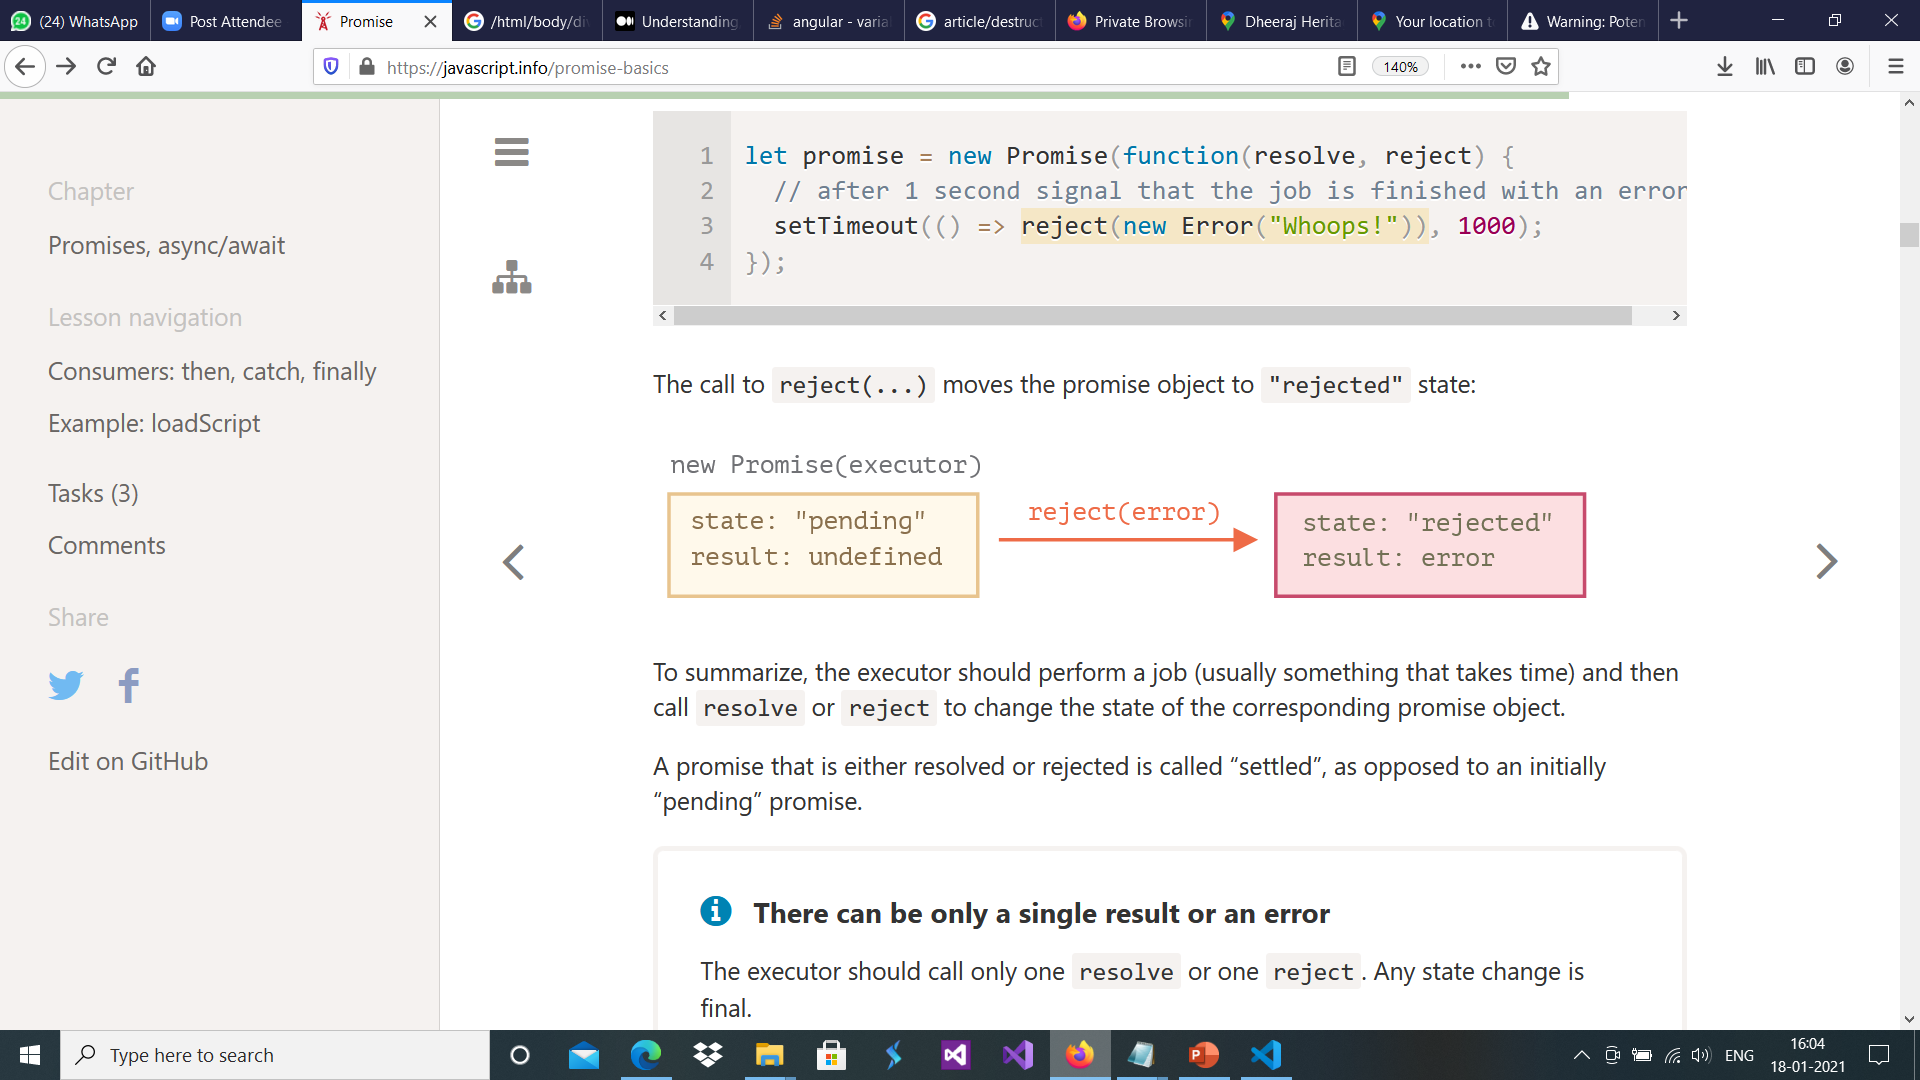 (24) WhatsApp
Post Attendee
Promise
/html/body/di
Understanding
angular - varia
article/destruct
Private Browsin
Dheeraj Herita
Your location t
Warning: Poten
https://javascript.info/promise-basics
140%
Chapter
Promises, async/await
Lesson navigation
Consumers: then, catch, finally
Example: loadScript
Tasks (3)
Comments
Share
Edit on GitHub
1 let promise = new Promise(function(resolve, reject) {
2 // after 1 second signal that the job is finished with an error
3 setTimeout(() => reject(new Error("Whoops!")), 1000);
4 });
The call to reject(...) moves the promise object to "rejected" state:
new Promise(executor)
state: "pending"
result: undefined
reject(error)
state: "rejected"
result: error
To summarize, the executor should perform a job (usually something that takes time) and then
call resolve or reject to change the state of the corresponding promise object.
A promise that is either resolved or rejected is called “settled”, as opposed to an initially
“pending” promise.
There can be only a single result or an error
The executor should call only one resolve or one reject. Any state change is
final.
Type here to search
ENG
16:04
18-01-2021